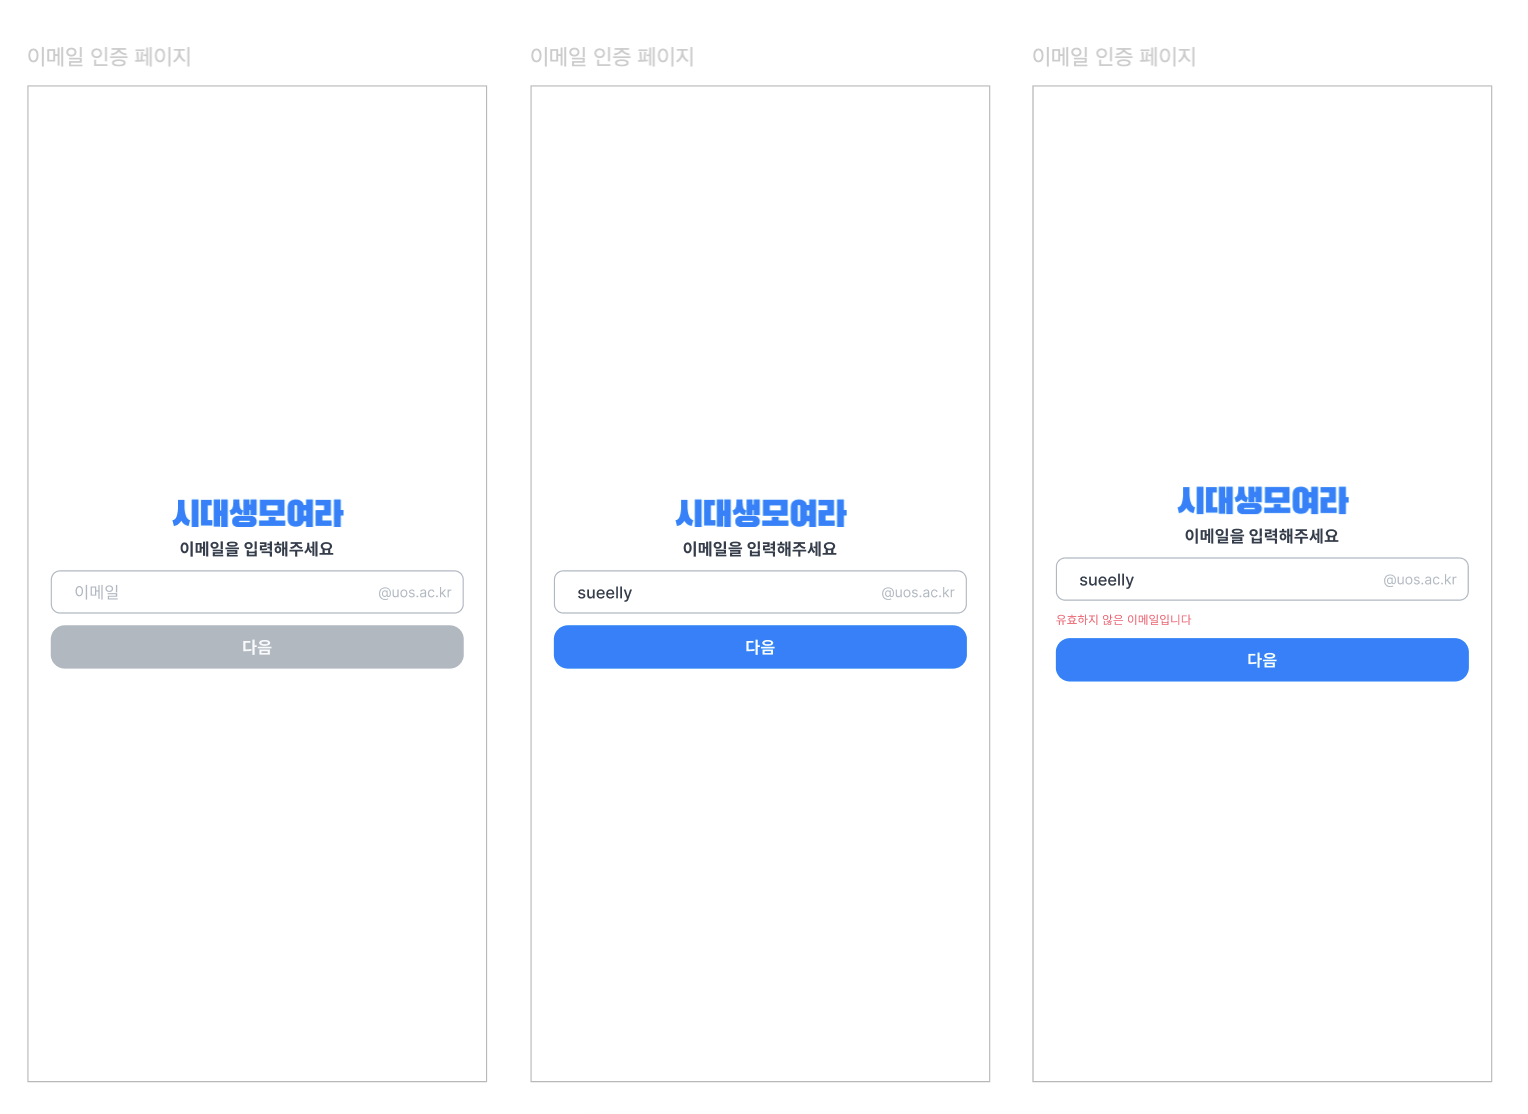 이메일 인증 페이지
시대생모여라
이메일을 입력해주세요
이메일 @uos.ac.kr
다음
이메일 인증 페이지
시대생모여라
이메일을 입력해주세요
sueelly @uos.ac.kr
다음
이메일 인증 페이지
시대생모여라
이메일을 입력해주세요
sueelly @uos.ac.kr
유효하지 않은 이메일입니다
다음